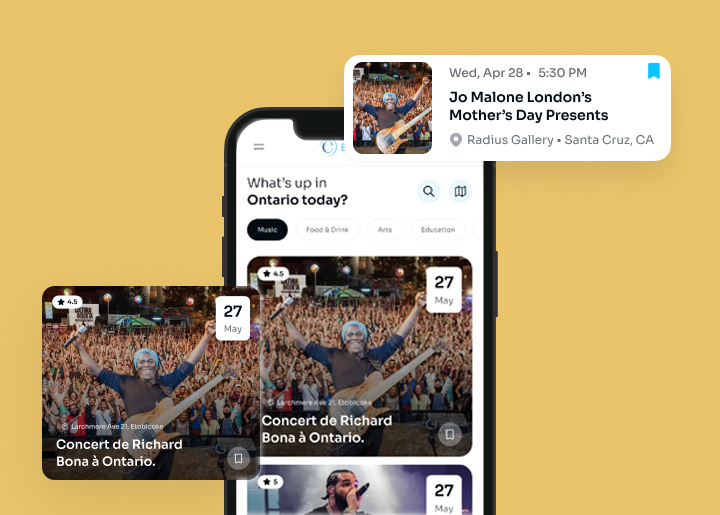 Wed, Apr 28 • 5:30 PM
Jo Malone London’s
Mother’s Day Presents
Radius Gallery • Santa Cruz, CA
What’s up in
Ontario today?
Music
Food & Drink
Arts
Education
4.5
27
May
Larchmere Ave 21, Etobicoke
Concert de Richard
Bona à Ontario.
4.5
27
May
Larchmere Ave 21, Etobicoke
Concert de Richard
Bona à Ontario.
5
27
May